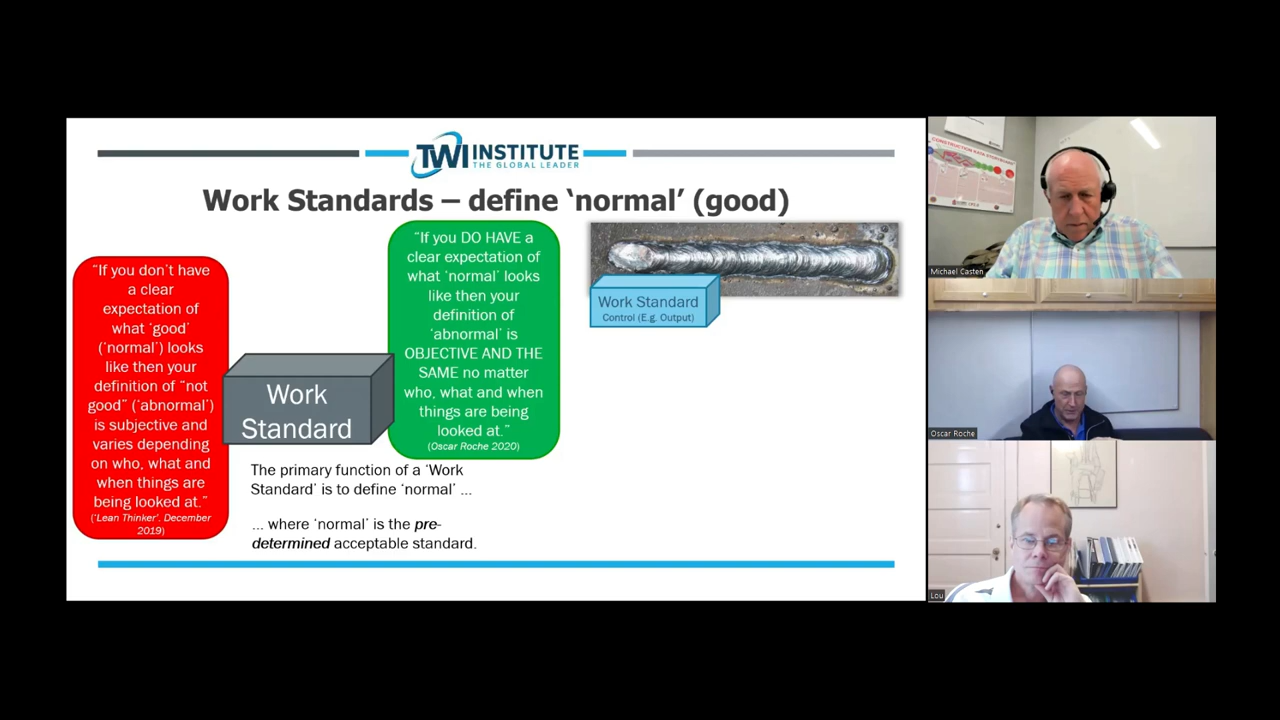 TWI INSTITUTE
THE GLOBAL LEADER
Work Standards – define ‘normal’ (good)
“If you don’t have
a clear
expectation of
what ‘good’
(‘normal’) looks
like then your
definition of “not
good” (‘abnormal’)
is subjective and
varies depending
on who, what and
when things are
being looked at.”
(‘Lean Thinker’. December
2019)
Work
Standard
“If you DO HAVE a
clear expectation of
what ‘normal’ looks
like then your
definition of
‘abnormal’ is
OBJECTIVE AND THE
SAME no matter
who, what and when
things are being
looked at.”
(Oscar Roche 2020)
The primary function of a ‘Work
Standard’ is to define ‘normal’ ...
... where ‘normal’ is the pre-
determined acceptable standard.
Work Standard
Control (E.g. Output)
Michael Casten
Oscar Roche
Lou